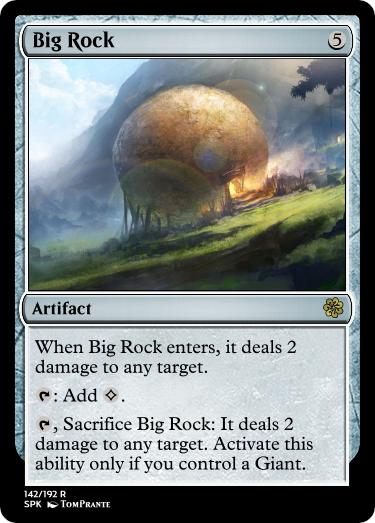 Big Rock 5
Artifact
When Big Rock enters, it deals 2
damage to any target.
: Add .
, Sacrifice Big Rock: It deals 2
damage to any target. Activate this
ability only if you control a Giant.
142/192 R
SPK TomPrante